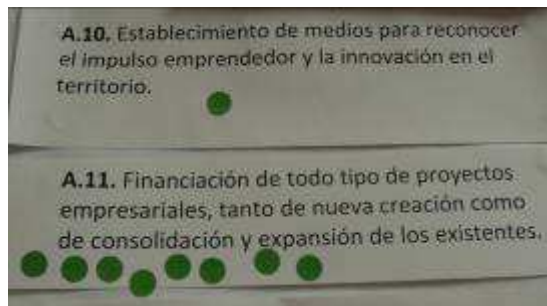 A.10. Establecimiento de medios para reconocer
el impulso emprendedor y la innovación en el
territorio.
A.11. Financiación de todo tipo de proyectos
empresariales, tanto de nueva creación como
de consolidación y expansión de los existentes.